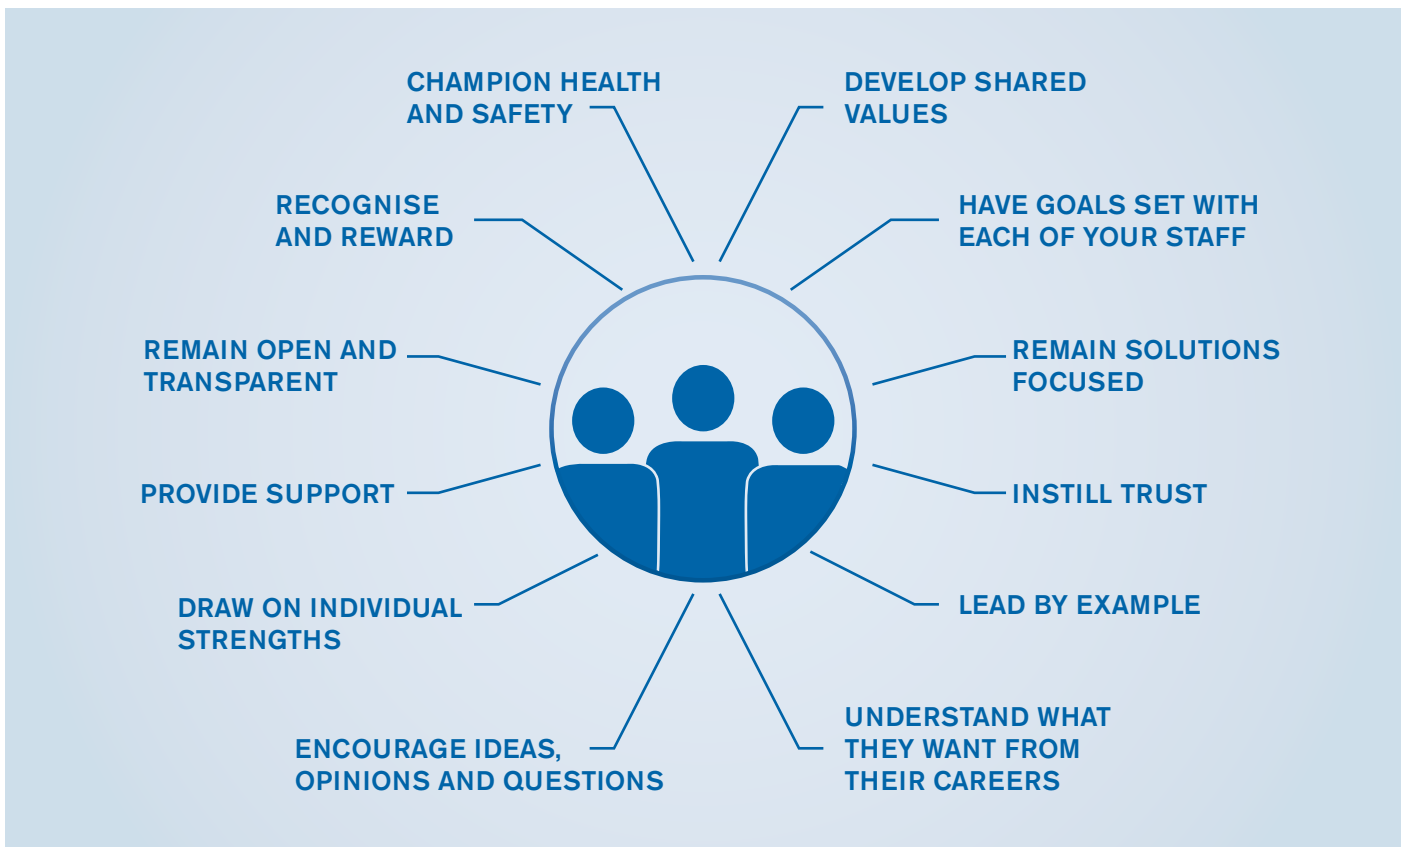 CHAMPION HEALTH
AND SAFETY
DEVELOP SHARED
VALUES
RECOGNISE
AND REWARD
HAVE GOALS SET WITH
EACH OF YOUR STAFF
REMAIN OPEN AND
TRANSPARENT
REMAIN SOLUTIONS
FOCUSED
PROVIDE SUPPORT
INSTILL TRUST
DRAW ON INDIVIDUAL
STRENGTHS
LEAD BY EXAMPLE
ENCOURAGE IDEAS,
OPINIONS AND QUESTIONS
UNDERSTAND WHAT
THEY WANT FROM
THEIR CAREERS